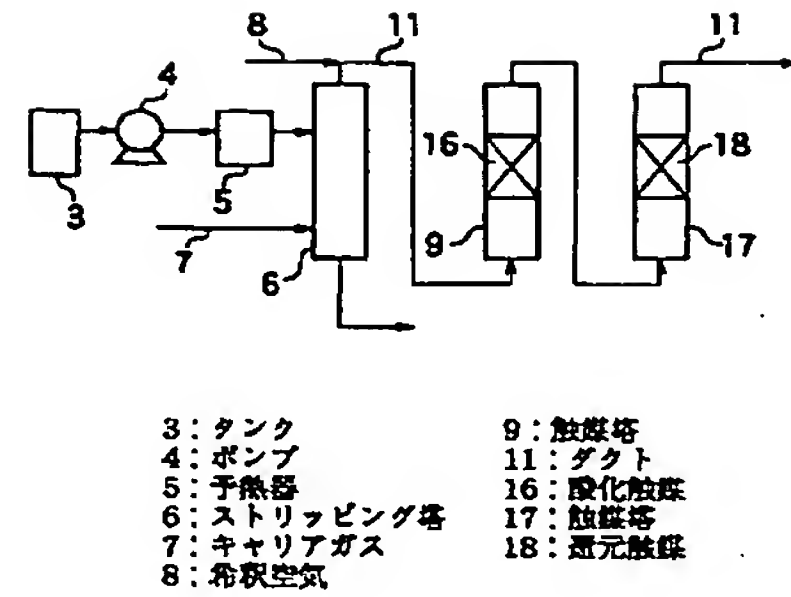 8
11
11
4
16
18
3
5
7
6
9
17
3：タンク
4：ポンプ
5：予熱器
6：ストリッピング塔
7：キャリアガス
8：希釈空気
9：触媒塔
11：ダクト
16：酸化触媒
17：触媒塔
18：還元触媒